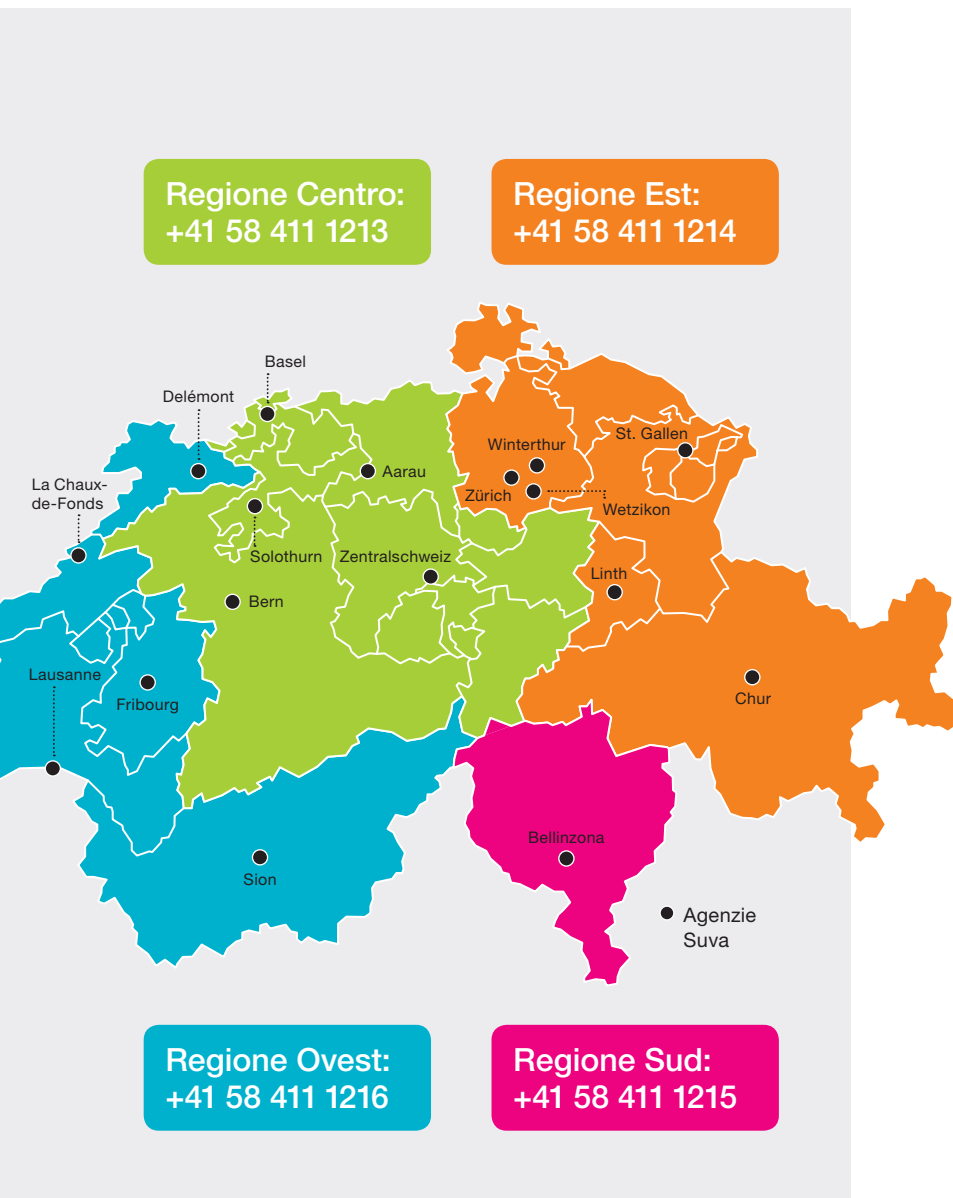 Regione Centro:
+41 58 411 1213
Regione Est:
+41 58 411 1214
Basel
Delémont
La Chaux-
de-Fonds
Aarau
Winterthur
St. Gallen
Zürich
Wetzikon
Solothurn
Zentralschweiz
Linth
Bern
Lausanne
Fribourg
Chur
Bellinzona
Sion
Agenzie
Suva
Regione Ovest:
+41 58 411 1216
Regione Sud:
+41 58 411 1215